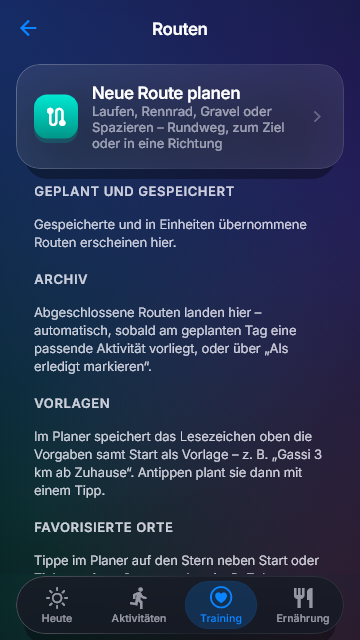 Routen
Neue Route planen
Laufen, Rennrad, Gravel oder
Spazieren – Rundweg, zum Ziel
oder in eine Richtung
GEPLANT UND GESPEICHERT
Gespeicherte und in Einheiten übernommene
Routen erscheinen hier.
ARCHIV
Abgeschlossene Routen landen hier –
automatisch, sobald am geplanten Tag eine
passende Aktivität vorliegt, oder über „Als
erledigt markieren“.
VORLAGEN
Im Planer speichert das Lesezeichen oben die
Vorgaben samt Start als Vorlage – z. B. „Gassi 3
km ab Zuhause“. Antippen plant sie dann mit
einem Tipp.
FAVORISIERTE ORTE
Tippe im Planer auf den Stern neben Start oder
Heute
Aktivitäten
Training
Ernährung